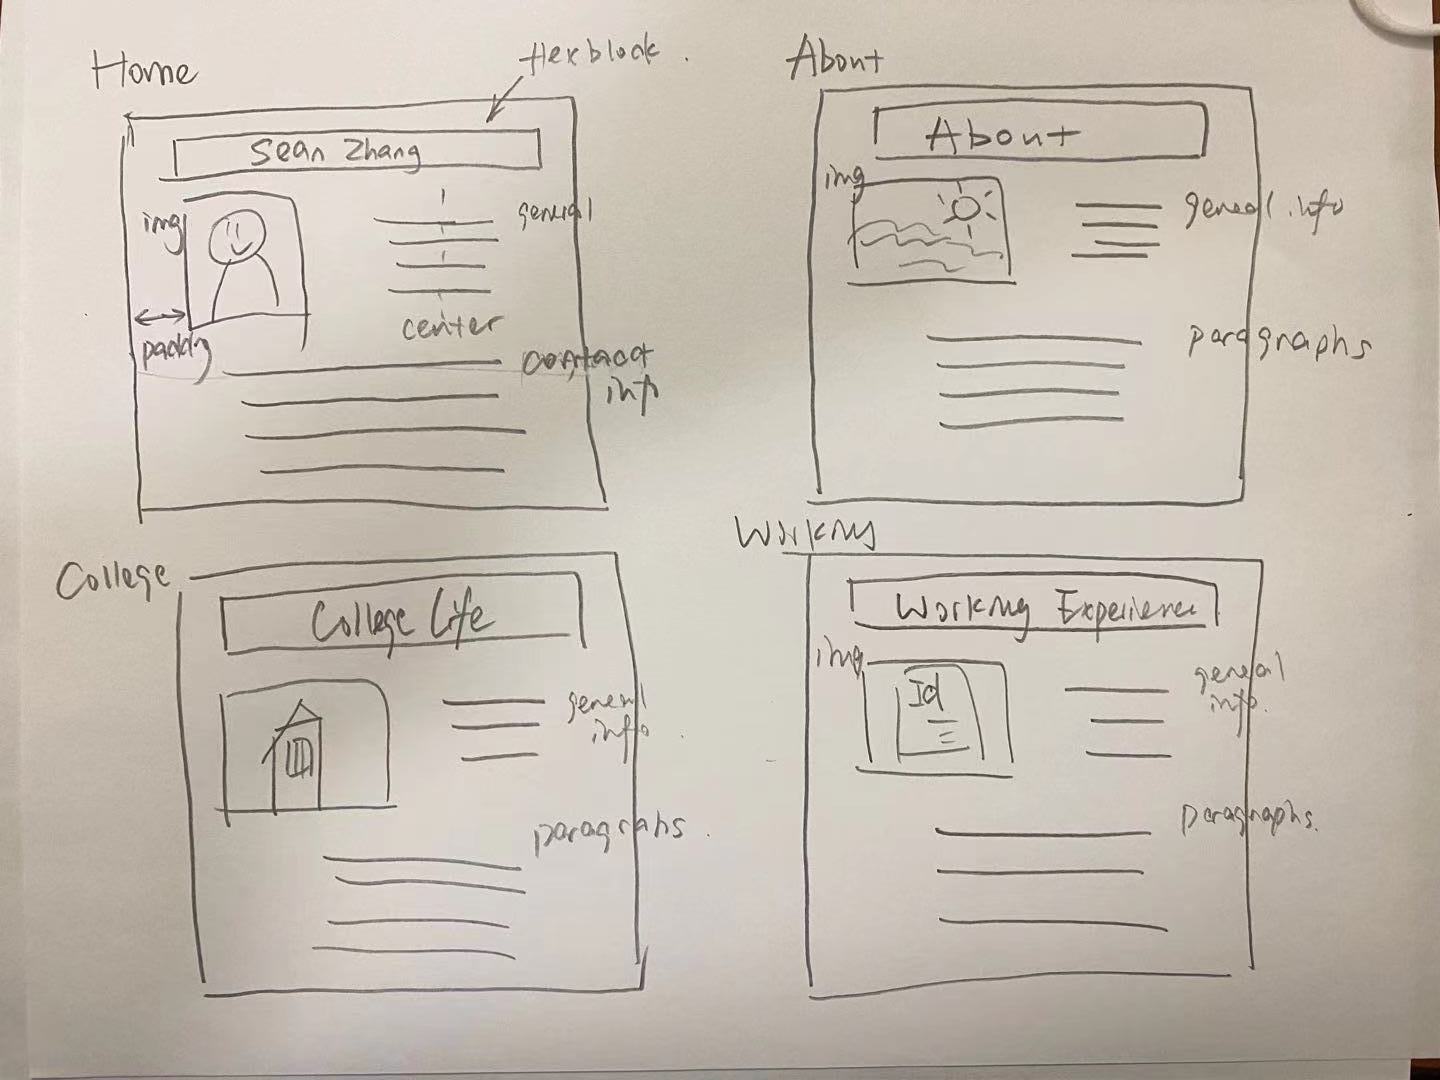 Home
flexblock.
Sean Zhang
img
general
center
padding
contact
info
About
About
img
general info
paragraphs
College
College Life
general
info
paragrahs.
Working
Working Experience
img
Id
general
info.
paragraphs.